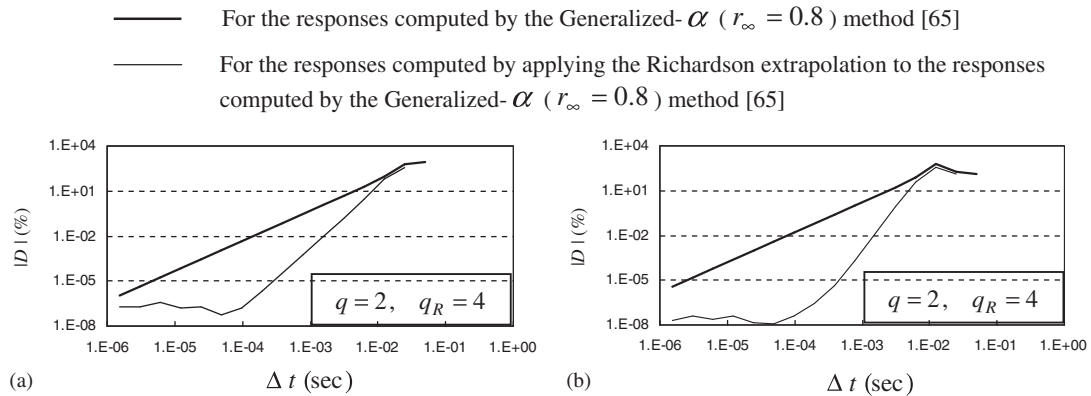 For the responses computed by the Generalized-α ( r∞ = 0.8 ) method [65]
For the responses computed by applying the Richardson extrapolation to the responses
computed by the Generalized-α ( r∞ = 0.8 ) method [65]
1.E+04
1.E+01
1.E-02
1.E-05
1.E-08
|D| (%)
q = 2, qR = 4
1.E-06 1.E-05 1.E-04 1.E-03 1.E-02 1.E-01 1.E+00
(a) Δ t (sec)
1.E+04
1.E+01
1.E-02
1.E-05
1.E-08
|D| (%)
q = 2, qR = 4
1.E-06 1.E-05 1.E-04 1.E-03 1.E-02 1.E-01 1.E+00
(b) Δ t (sec)